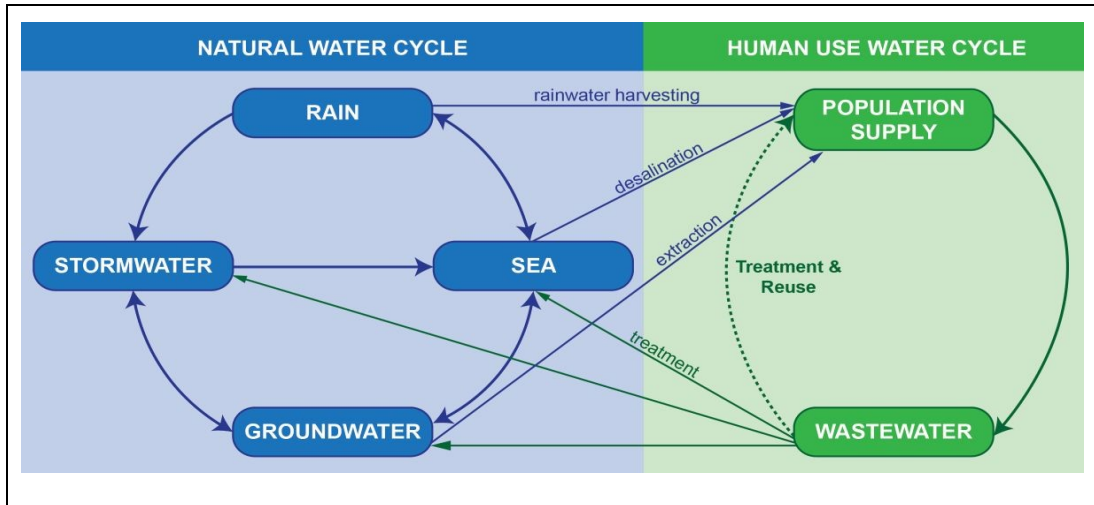 NATURAL WATER CYCLE
HUMAN USE WATER CYCLE
RAIN
rainwater harvesting
POPULATION
SUPPLY
desalination
extraction
STORMWATER
SEA
Treatment &
Reuse
treatment
GROUNDWATER
WASTEWATER